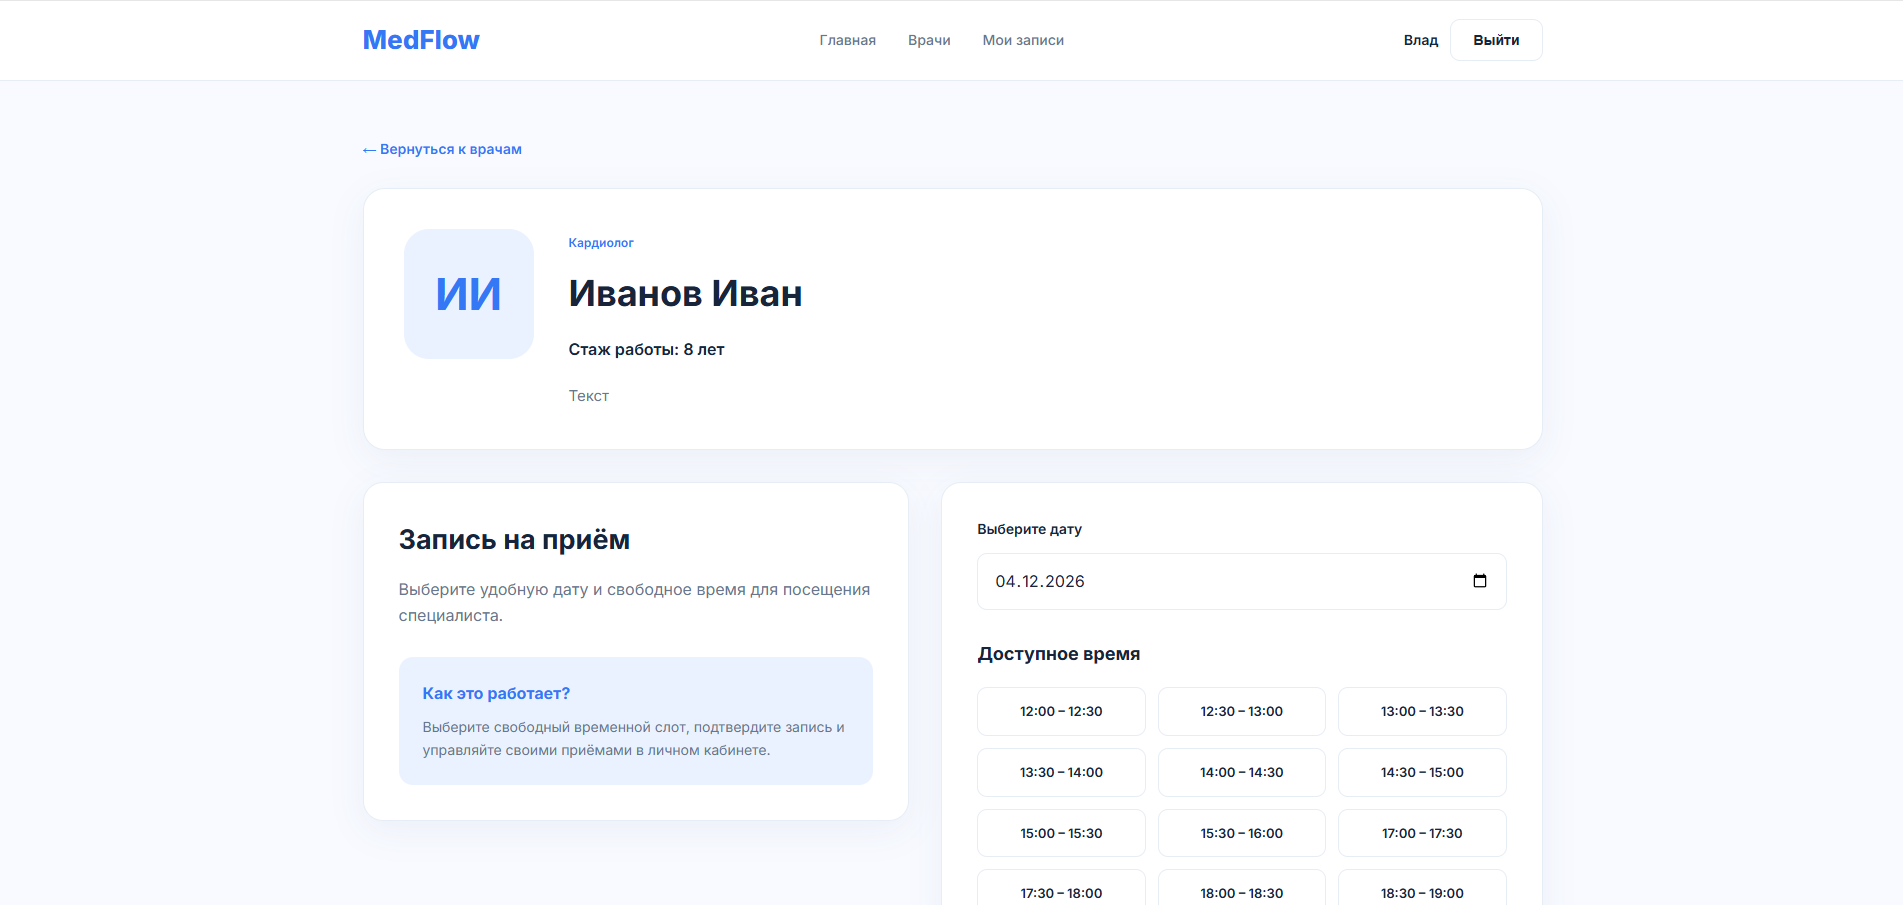 MedFlow
Главная
Врачи
Мои записи
Влад
Выйти
← Вернуться к врачам
ИИ
Кардиолог
Иванов Иван
Стаж работы: 8 лет
Текст
Запись на приём
Выберите удобную дату и свободное время для посещения
специалиста.
Как это работает?
Выберите свободный временной слот, подтвердите запись и
управляйте своими приёмами в личном кабинете.
Выберите дату
04.12.2026
Доступное время
12:00 – 12:30
12:30 – 13:00
13:00 – 13:30
13:30 – 14:00
14:00 – 14:30
14:30 – 15:00
15:00 – 15:30
15:30 – 16:00
17:00 – 17:30
17:30 – 18:00
18:00 – 18:30
18:30 – 19:00